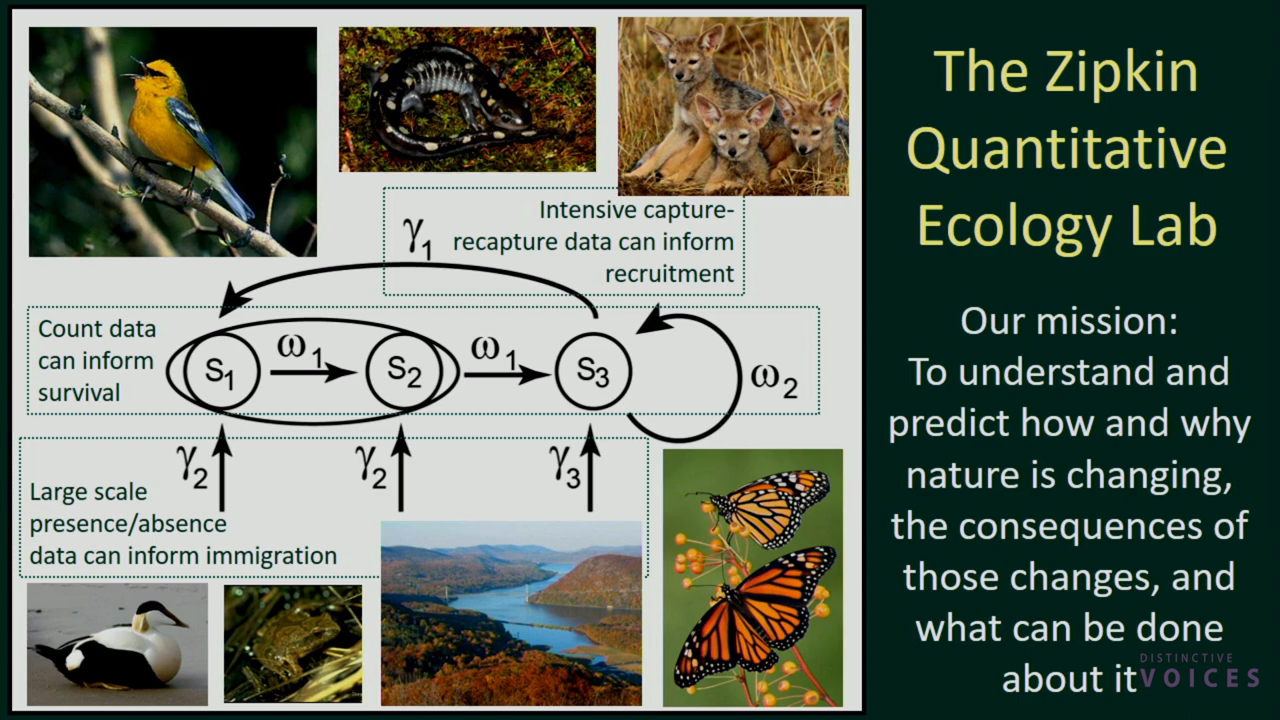 The Zipkin
Quantitative
Ecology Lab
Our mission:
To understand and
predict how and why
nature is changing,
the consequences of
those changes, and
what can be done
about it
DISTINCTIVE
VOICES
γ1
Intensive capture-
recapture data can inform
recruitment
Count data
can inform
survival
S1
ω1
S2
ω1
S3
ω2
γ2
γ2
γ3
Large scale
presence/absence
data can inform immigration